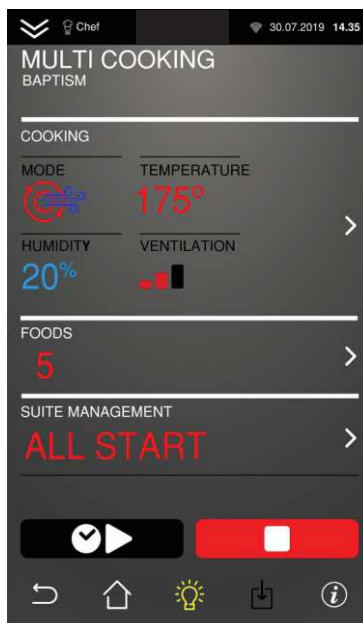 Chef 30.07.2019 14.35
MULTI COOKING
BAPTISM
COOKING
MODE TEMPERATURE
175°
HUMIDITY VENTILATION
20%
FOODS
5
SUITE MANAGEMENT
ALL START
i